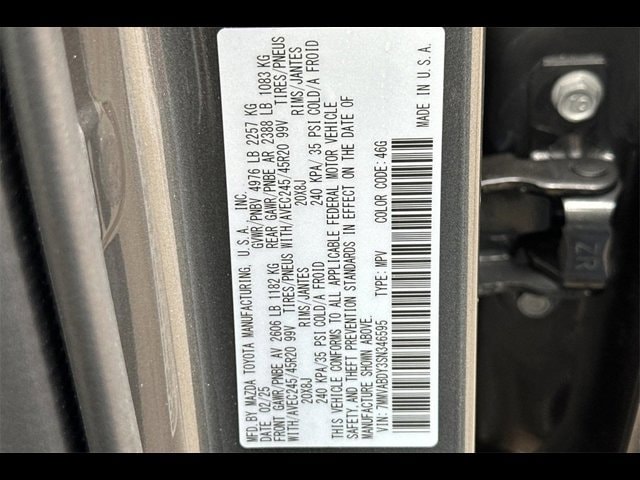 MFD.BY MAZDA TOYOTA MANUFACTURING, U.S.A., INC.
DATE 02/25 GVWR/PNBV 4976 LB 2257 KG
FRONT GAWR/PNBE AV 2606 LB 1182 KG REAR GAWR/PNBE AR 2388 LB 1083 KG
WITH/AVEC245/45R20 99V TIRES/PNEUS WITH/AVEC245/45R20 99V TIRES/PNEUS
20X8J RIMS/JANTES 20X8J RIMS/JANTES
240 KPA/35 PSI COLD/A FROID 240 KPA/ 35 PSI COLD/A FROID
THIS VEHICLE CONFORMS TO ALL APPLICABLE FEDERAL MOTOR VEHICLE
SAFETY,AND THEFT PREVENTION STANDARDS IN EFFECT ON THE DATE OF
MANUFACTURE SHOWN ABOVE.
VIN: 7MMVABDY3SN346595 TYPE: MPV COLOR CODE: 46G
MADE IN U.S.A.
ZR